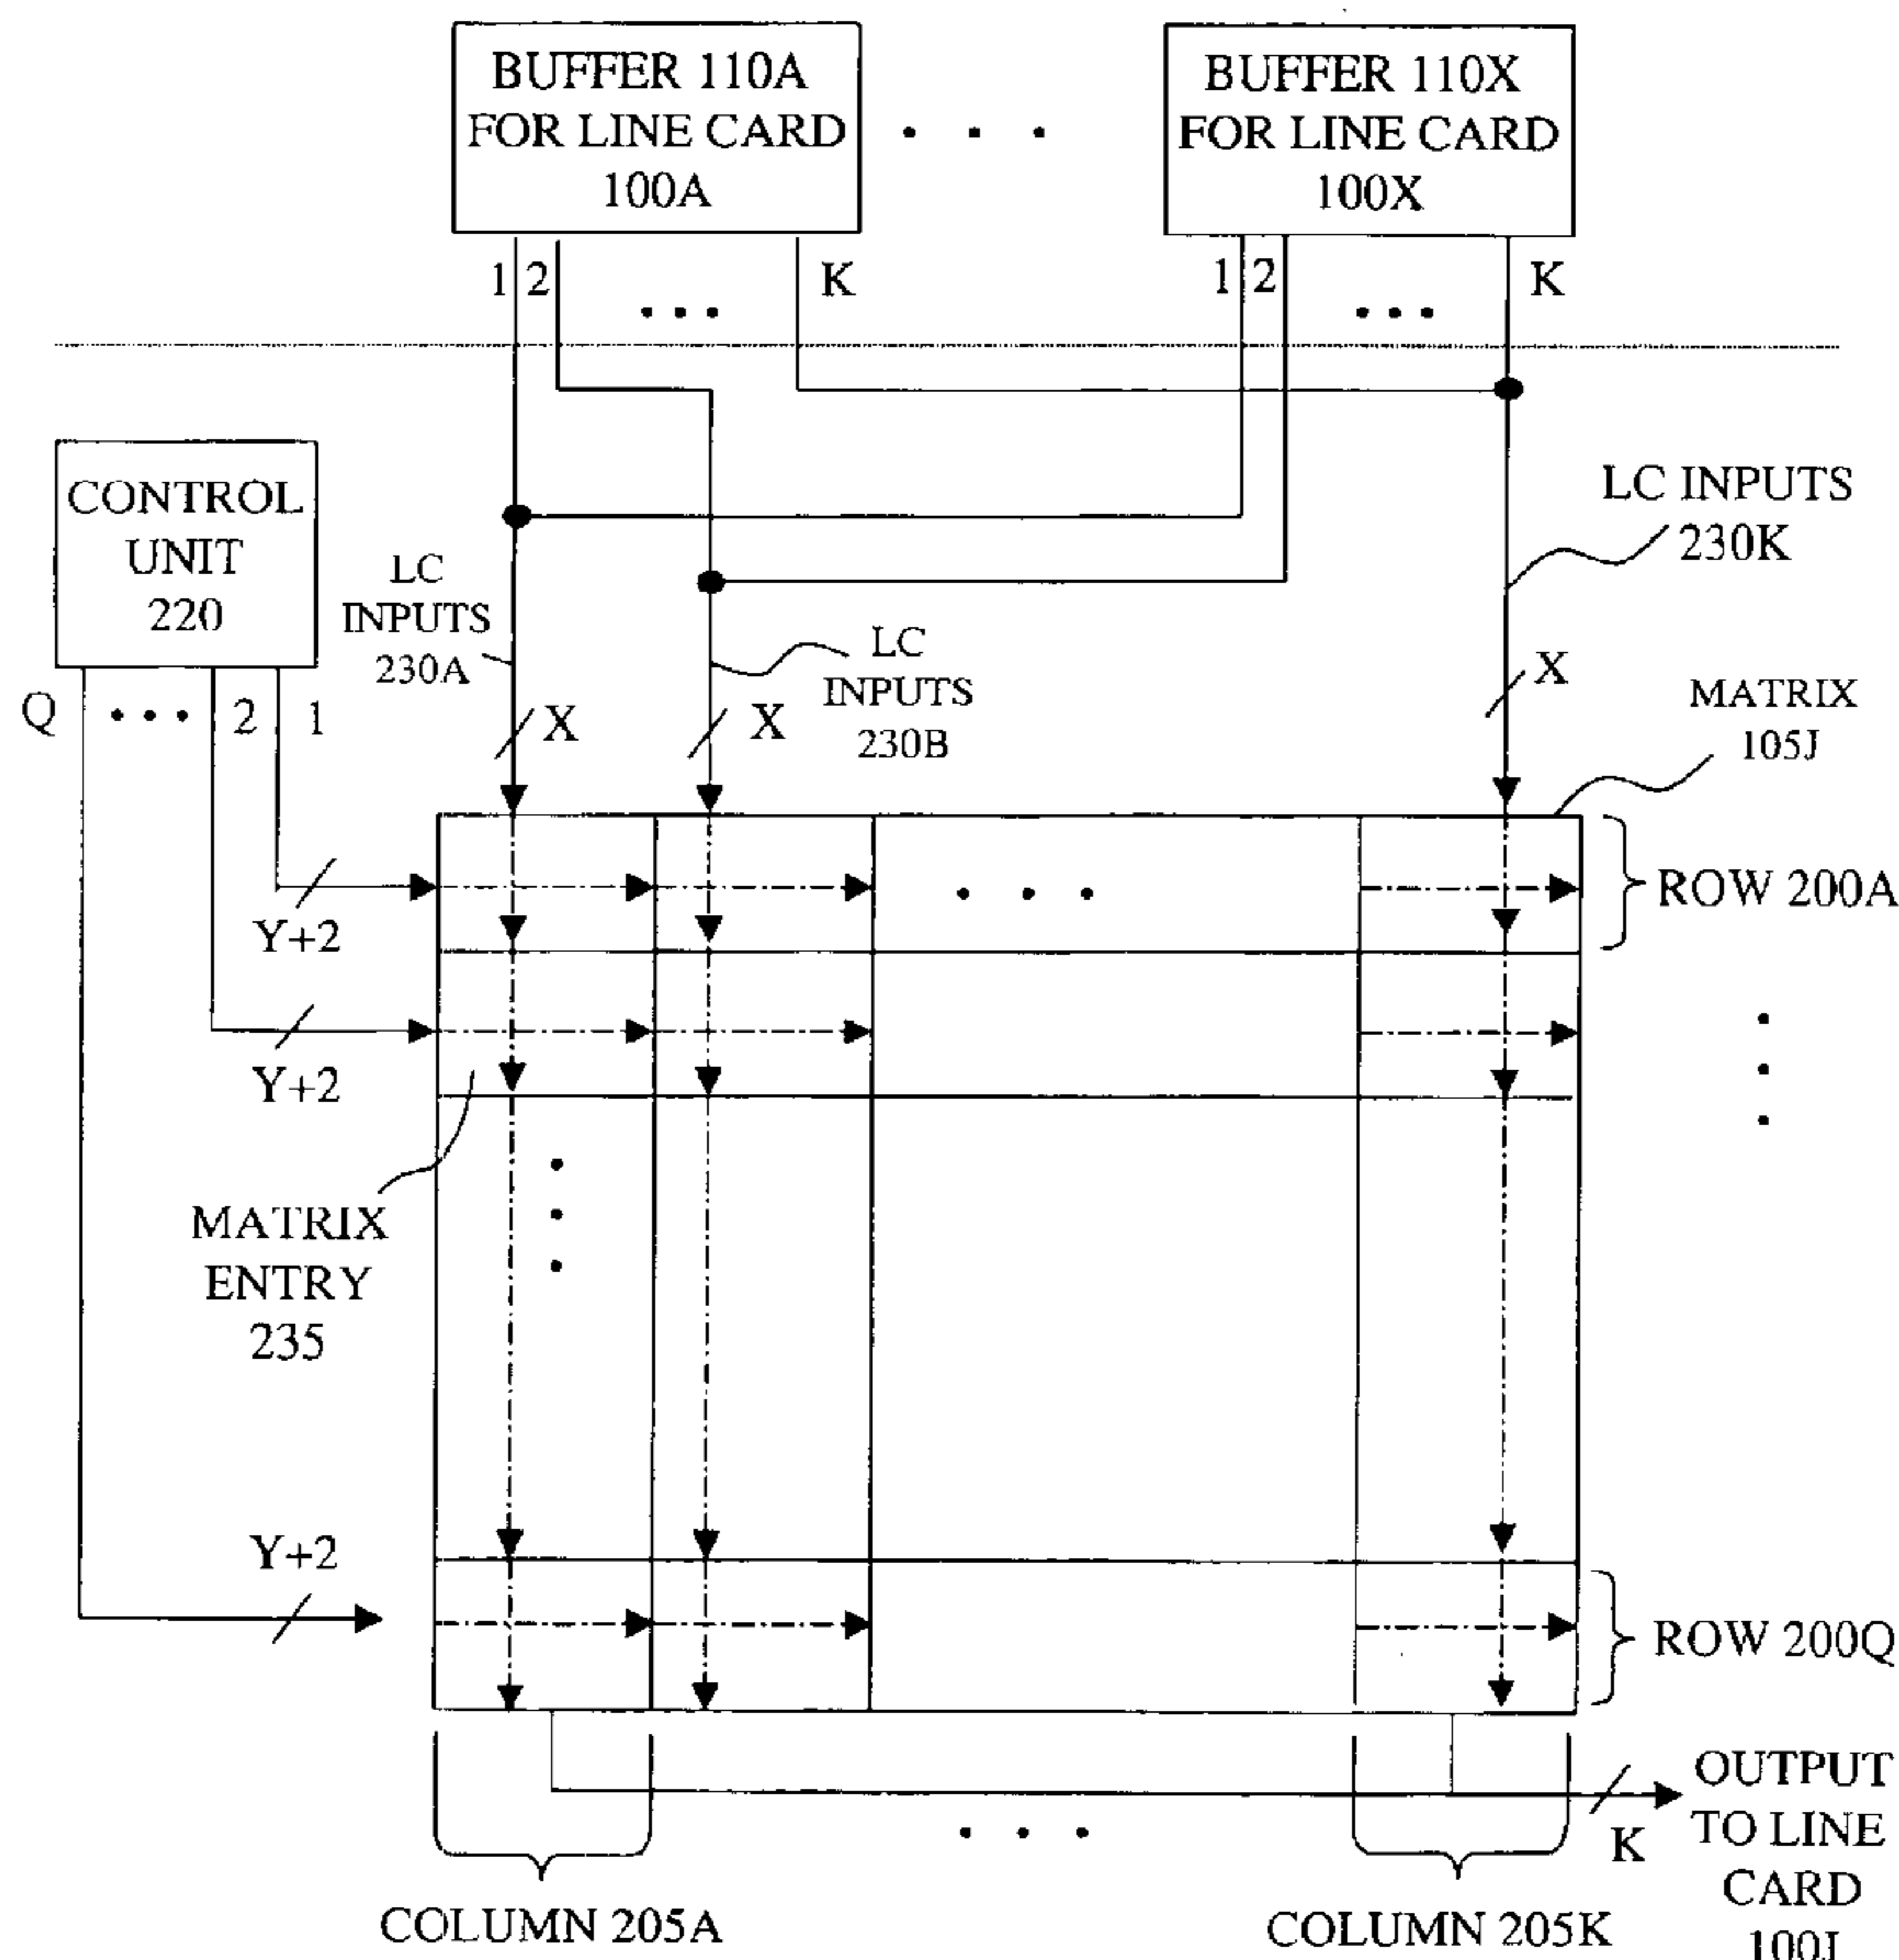 BUFFER 110A
FOR LINE CARD
100A
BUFFER 110X
FOR LINE CARD
100X
1 2 K
1 2 K
CONTROL
UNIT
220
Q 2 1
LC
INPUTS
230A
LC
INPUTS
230B
LC INPUTS
230K
X
X
X
MATRIX
105J
Y+2
ROW 200A
Y+2
MATRIX
ENTRY
235
Y+2
ROW 200Q
COLUMN 205A
COLUMN 205K
K
OUTPUT
TO LINE
CARD
100J